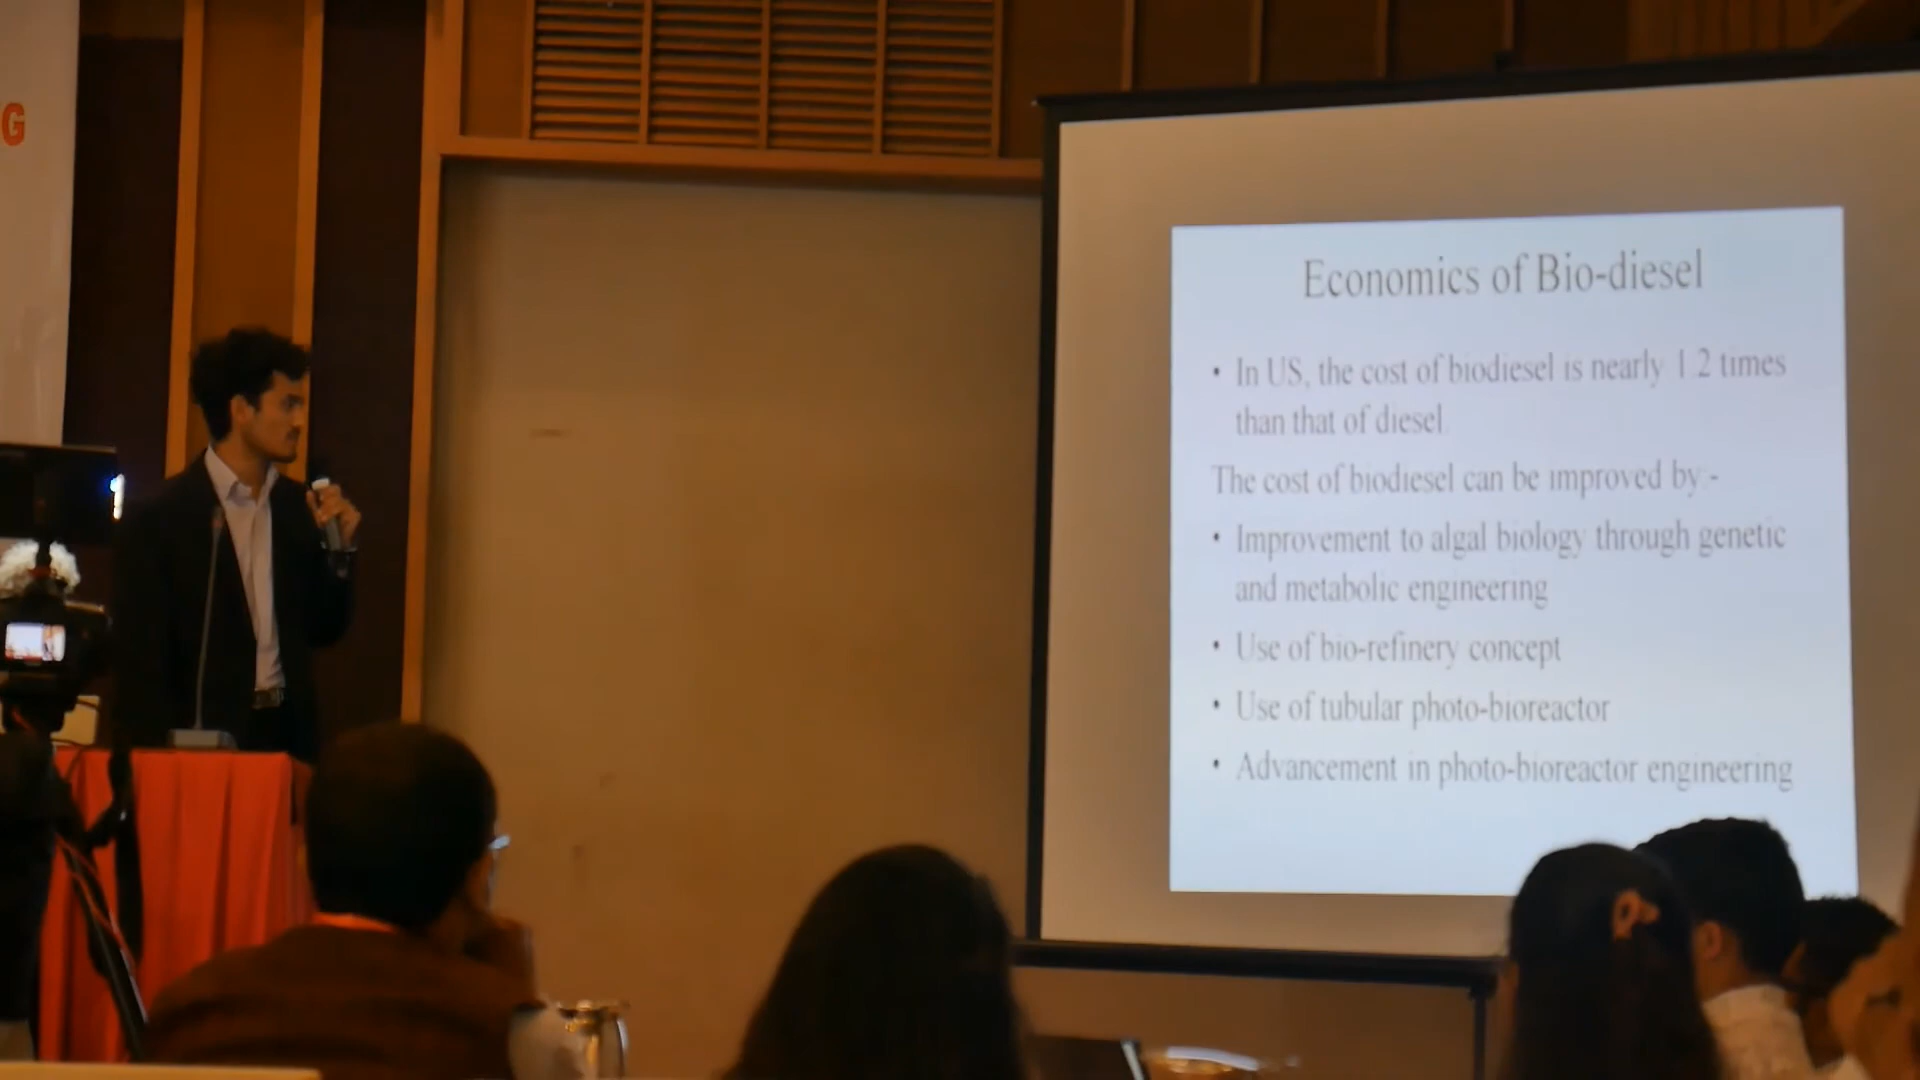 G
Economics of Bio-diesel
• In US, the cost of biodiesel is nearly 1.2 times
than that of diesel.
The cost of biodiesel can be improved by:-
• Improvement to algal biology through genetic
and metabolic engineering
• Use of bio-refinery concept
• Use of tubular photo-bioreactor
• Advancement in photo-bioreactor engineering